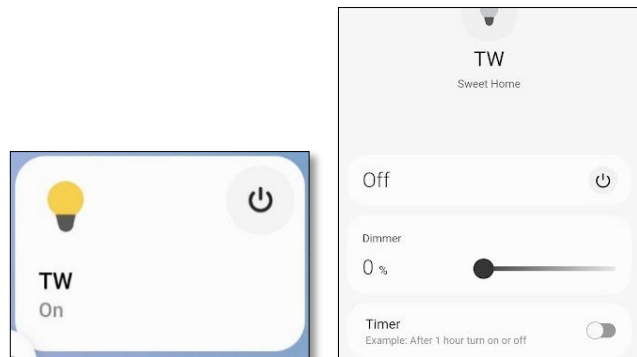 TW
On
TW
Sweet Home
Off
Dimmer
0 %
Timer
Example: After 1 hour turn on or off